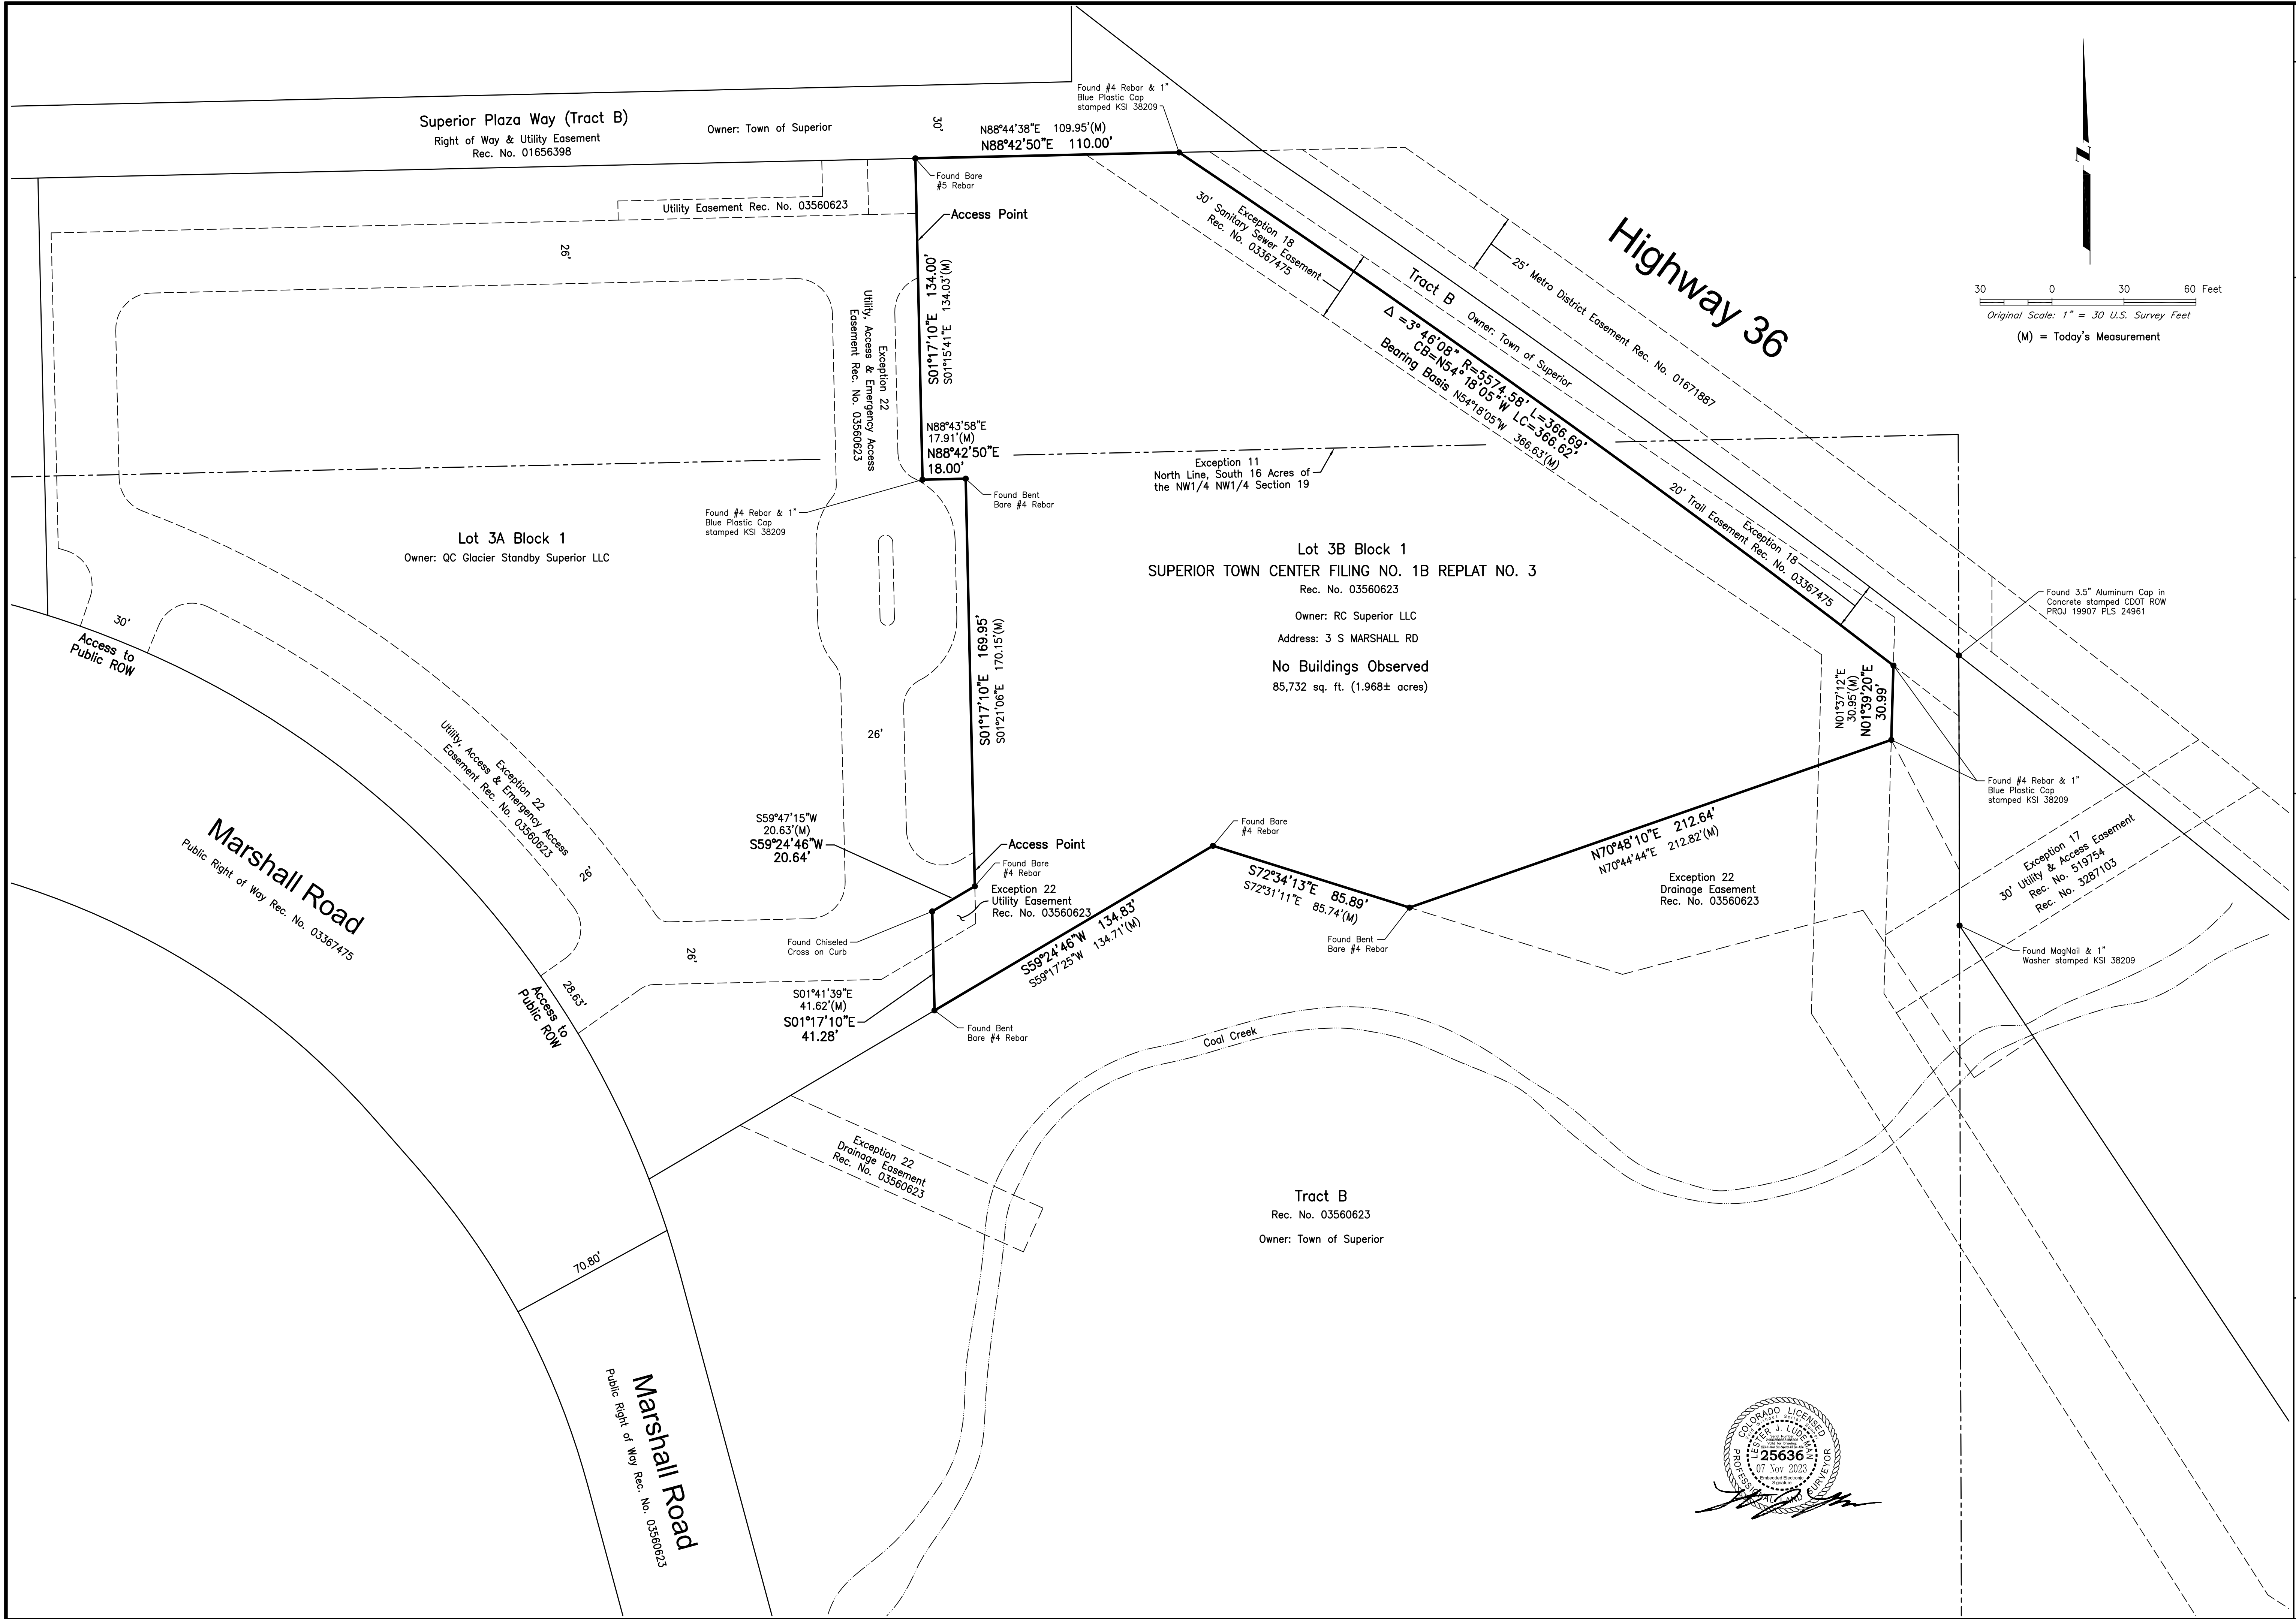 Superior Plaza Way (Tract B)
Right of Way & Utility Easement
Rec. No. 01656398
Owner: Town of Superior
30'
N88°44'38"E 109.95'(M)
N88°42'50"E 110.00'
Found #4 Rebar & 1"
Blue Plastic Cap
stamped KSI 38209
Found Bare
#5 Rebar
Utility Easement Rec. No. 03560623
Access Point
26'
S01°17'10"E 134.00'
S01°15'41"E 134.03'(M)
Exception 22
Utility, Access & Emergency Access
Easement Rec. No. 03560623
N88°43'58"E
17.91'(M)
N88°42'50"E
18.00'
Found #4 Rebar & 1"
Blue Plastic Cap
stamped KSI 38209
Found Bent
Bare #4 Rebar
Exception 18
30' Sanitary Sewer Easement
Rec. No. 03367475
Tract B
Owner: Town of Superior
Δ =3°46'08" R=5574.58' L=366.69'
CB=N54°18'05"W LC=366.62'
Bearing Basis N54°18'05"W 366.63'(M)
25' Metro District Easement Rec. No. 01671887
Highway 36
N
30 0 30 60 Feet
Original Scale: 1" = 30 U.S. Survey Feet
(M) = Today's Measurement
Exception 11
North Line, South 16 Acres of
the NW1/4 NW1/4 Section 19
Exception 18
20' Trail Easement Rec. No. 03367475
Lot 3A Block 1
Owner: QC Glacier Standby Superior LLC
Lot 3B Block 1
SUPERIOR TOWN CENTER FILING NO. 1B REPLAT NO. 3
Rec. No. 03560623
Owner: RC Superior LLC
Address: 3 S MARSHALL RD
No Buildings Observed
85,732 sq. ft. (1.968± acres)
Found 3.5" Aluminum Cap in
Concrete stamped CDOT ROW
PROJ 19907 PLS 24961
30'
Access to
Public ROW
S01°17'10"E 169.95'
S01°21'06"E 170.15'(M)
N01°37'12"E
30.95'(M)
N01°39'20"E
30.99'
26'
Found #4 Rebar & 1"
Blue Plastic Cap
stamped KSI 38209
Exception 22
Utility, Access & Emergency Access
Easement Rec. No. 03560623
26'
S59°47'15"W
20.63'(M)
S59°24'46"W
20.64'
Access Point
Found Bare
#4 Rebar
Exception 22
Utility Easement
Rec. No. 03560623
Found Bare
#4 Rebar
S72°34'13"E 85.89'
S72°31'11"E 85.74'(M)
N70°48'10"E 212.64'
N70°44'44"E 212.82'(M)
Exception 22
Drainage Easement
Rec. No. 03560623
Exception 17
30' Utility & Access Easement
Rec. No. 519754
Rec. No. 3287103
Marshall Road
Public Right of Way Rec. No. 03367475
26'
Found Chiseled
Cross on Curb
S59°24'46"W 134.83'
S59°17'25"W 134.71'(M)
Found Bent
Bare #4 Rebar
Found MagNail & 1"
Washer stamped KSI 38209
28.63'
Access to
Public ROW
S01°41'39"E
41.62'(M)
S01°17'10"E
41.28'
Found Bent
Bare #4 Rebar
Coal Creek
Exception 22
Drainage Easement
Rec. No. 03560623
Tract B
Rec. No. 03560623
Owner: Town of Superior
70.80'
Marshall Road
Public Right of Way Rec. No. 03560623
COLORADO LICENSED
LESTER J. LUDEMAN
25636
07 Nov 2023
Embedded Electronic
Signature
PROFESSIONAL LAND SURVEYOR